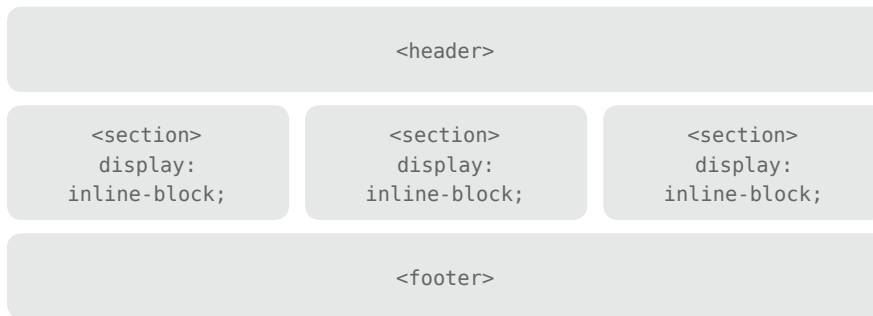 <header>
<section>
display:
inline-block;
<section>
display:
inline-block;
<section>
display:
inline-block;
<footer>